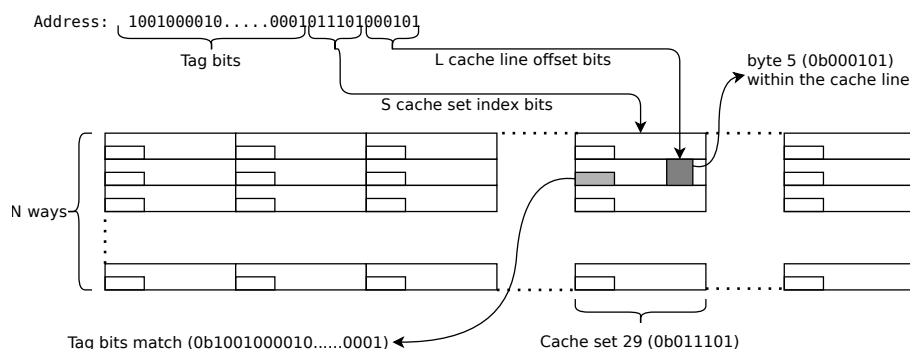 Address: 1001000010.....0001011101000101
Tag bits
L cache line offset bits
S cache set index bits
byte 5 (0b000101)
within the cache line
N ways
Tag bits match (0b1001000010......0001)
Cache set 29 (0b011101)